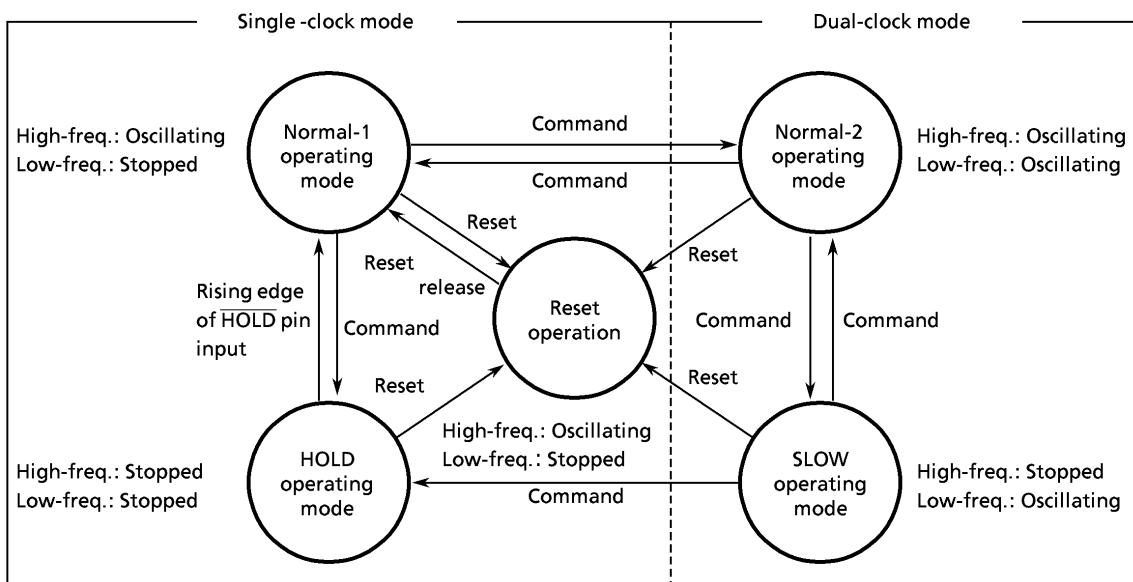 Single -clock mode
Dual-clock mode
High-freq.: Oscillating
Low-freq.: Stopped
Normal-1
operating
mode
Command
Command
Normal-2
operating
mode
High-freq.: Oscillating
Low-freq.: Oscillating
Reset
Reset
release
Reset
Rising edge
of HOLD pin
input
Command
Reset
operation
Command
Command
Reset
Reset
High-freq.: Oscillating
Low-freq.: Stopped
High-freq.: Stopped
Low-freq.: Stopped
HOLD
operating
mode
Command
SLOW
operating
mode
High-freq.: Stopped
Low-freq.: Oscillating